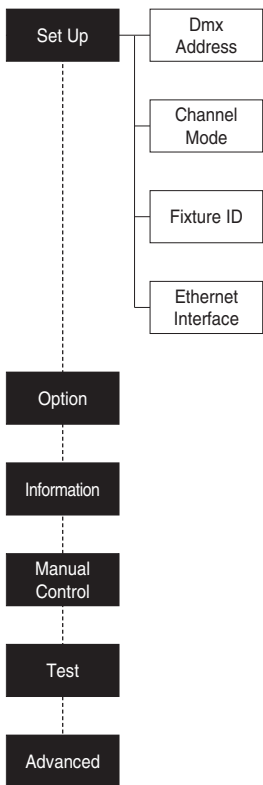 Set Up
Dmx
Address
Channel
Mode
Fixture ID
Ethernet
Interface
Option
Information
Manual
Control
Test
Advanced